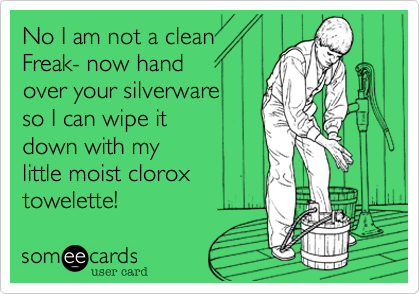 No I am not a clean
Freak- now hand
over your silverware
so I can wipe it
down with my
little moist clorox
towelette!
someecards
user card